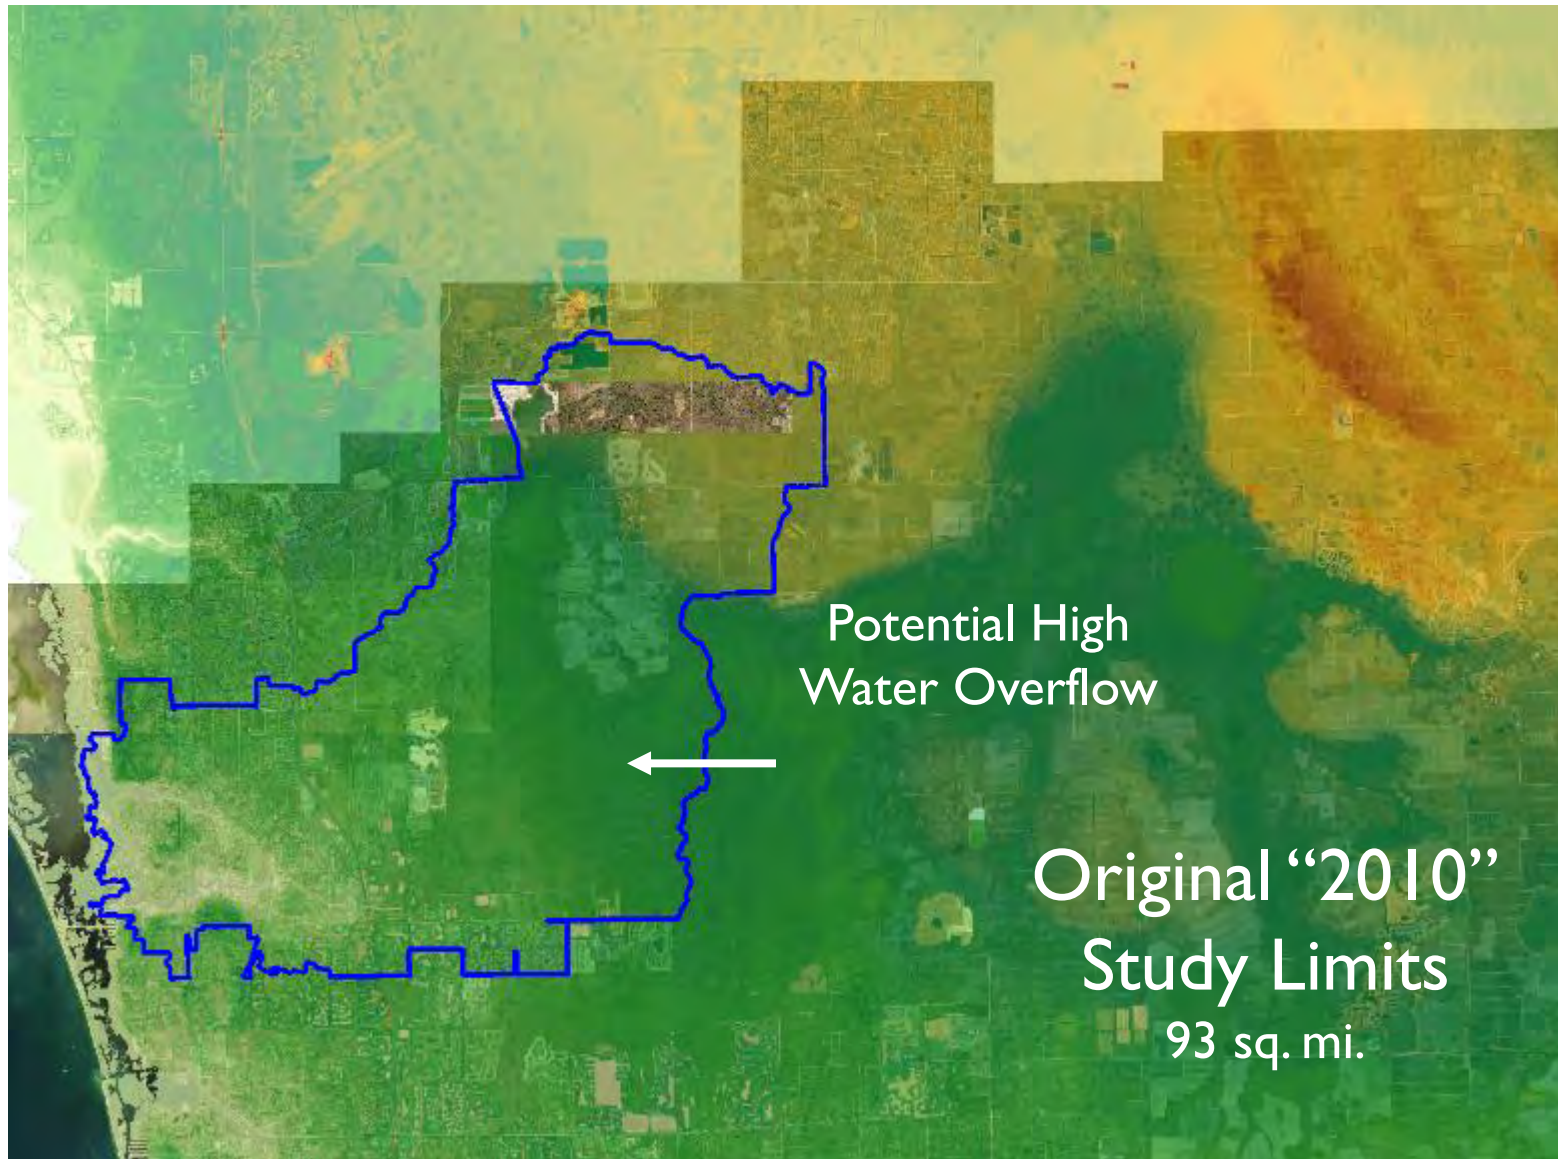 Potential High
Water Overflow
Original “2010”
Study Limits
93 sq. mi.